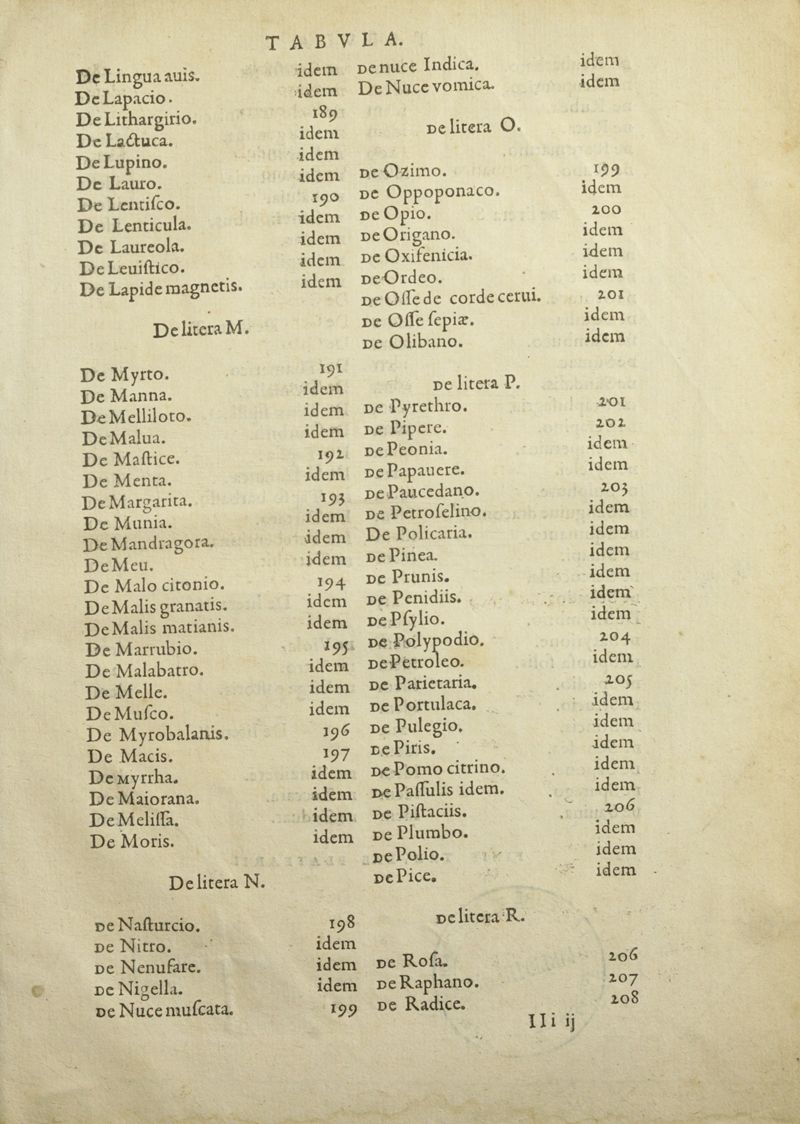 TABVLA.
De Lingua auis. idem
De Lapacio. idem
De Lithargirio. 189
De Lactuca. idem
De Lupino. idem
De Lauro. idem
De Lentiſco. 190
De Lenticula. idem
De Laureola. idem
De Leuiſtico. idem
De Lapide magnetis. idem
De litera M.
De Myrto. 191
De Manna. idem
De Melliloto. idem
De Malua. idem
De Maſtice. 192
De Menta. idem
De Margarita. 193
De Munia. idem
De Mandragora. idem
De Meu. idem
De Malo citonio. 194
De Malis granatis. idem
De Malis matianis. idem
De Marrubio. 195
De Malabatro. idem
De Melle. idem
De Muſco. idem
De Myrobalanis. 196
De Macis. 197
De Myrrha. idem
De Maiorana. idem
De Meliſſa. idem
De Moris. idem
De litera N.
De Naſturcio. 198
De Nitro. idem
De Nenufare. idem
De Nigella. idem
De Nuce muſcata. 199
De nuce Indica. idem
De Nuce vomica. idem
De litera O.
De Ozimo. 199
De Oppoponaco. idem
De Opio. 200
De Origano. idem
De Oxifenicia. idem
De Ordeo. idem
De Oſſe de corde cerui. 201
De Oſſe ſepiæ. idem
De Olibano. idem
De litera P.
De Pyrethro. 201
De Pipere. 202
De Peonia. idem
De Papauere. idem
De Paucedano. 203
De Petroſelino. idem
De Policaria. idem
De Pinea. idem
De Prunis. idem
De Penidiis. idem
De Pſylio. idem
De Polypodio. 204
De Petroleo. idem
De Parietaria. 205
De Portulaca. idem
De Pulegio. idem
De Piris. idem
De Pomo citrino. idem
De Paſſulis idem. idem
De Piſtaciis. 206
De Plumbo. idem
De Polio. idem
De Pice. idem
De litera R.
De Roſa. 206
De Raphano. 207
De Radice. 208
IIi ij